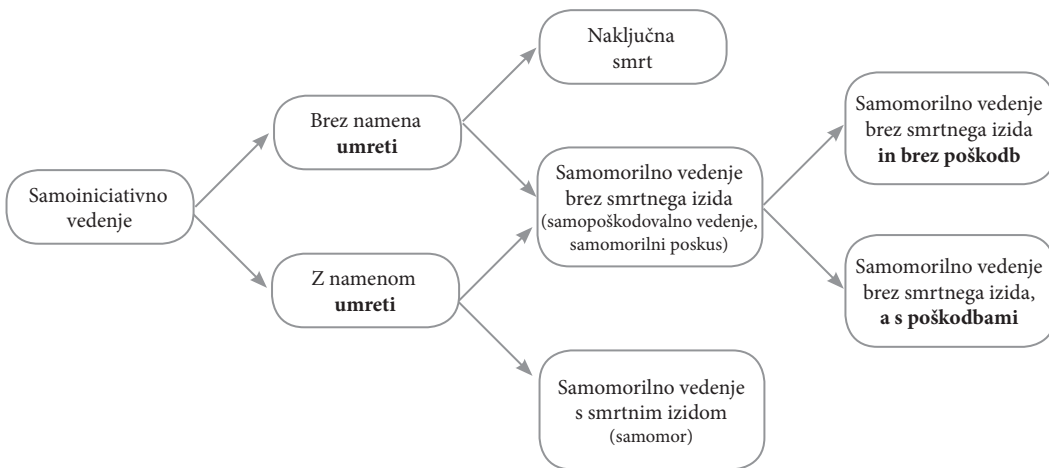 Samoiniciativno
vedenje
Brez namena
umreti
Z namenom
umreti
Naključna
smrt
Samomorilno vedenje
brez smrtnega izida
(samopoškodovalno vedenje,
samomorilni poskus)
Samomorilno vedenje
s smrtnim izidom
(samomor)
Samomorilno vedenje
brez smrtnega izida
in brez poškodb
Samomorilno vedenje
brez smrtnega izida,
a s poškodbami